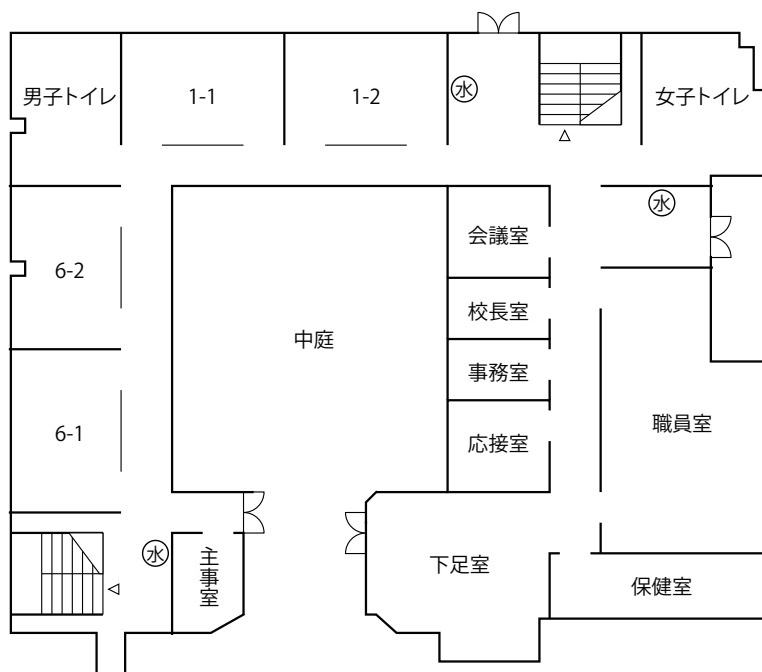 男子トイレ
1-1
1-2
水
女子トイレ
水
会議室
6-2
校長室
中庭
事務室
職員室
6-1
応接室
水
主事室
下足室
保健室